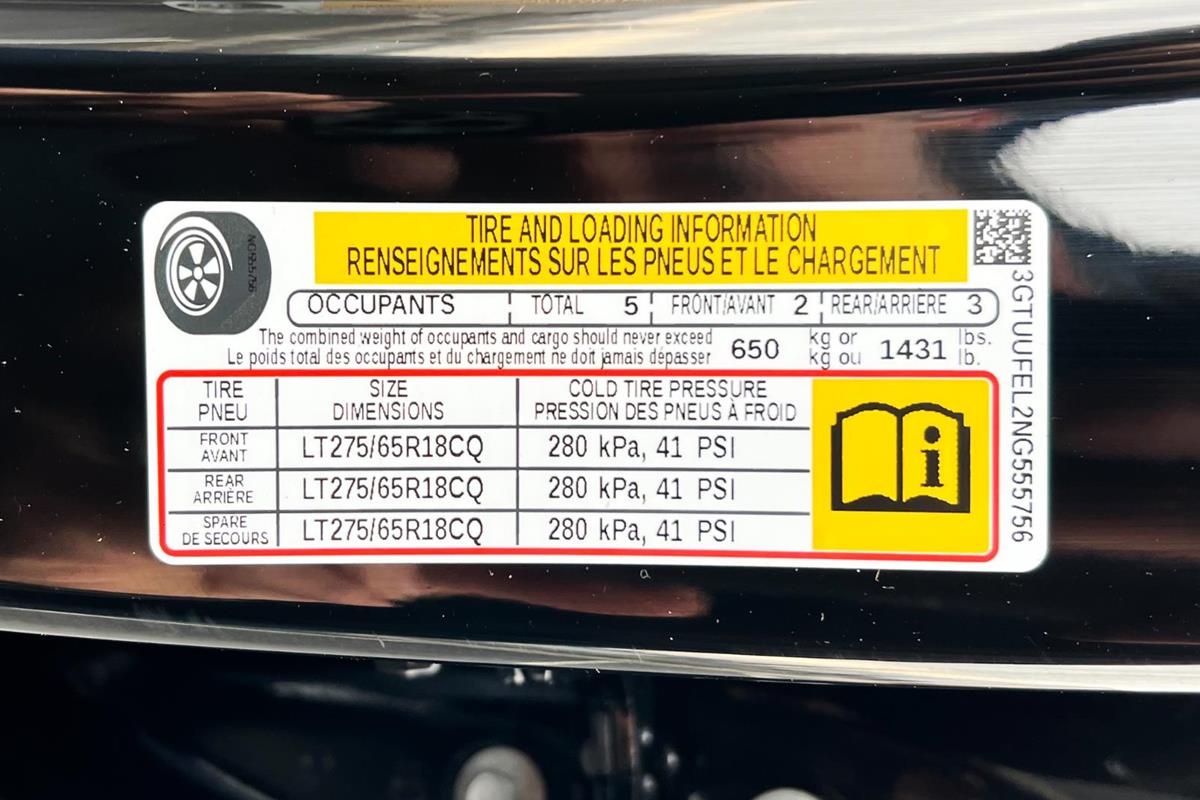 TIRE AND LOADING INFORMATION
RENSEIGNEMENTS SUR LES PNEUS ET LE CHARGEMENT
OCCUPANTS TOTAL 5 FRONT/AVANT 2 REAR/ARRIÈRE 3
The combined weight of occupants and cargo should never exceed 650 kg or 1431 lbs.
Le poids total des occupants et du chargement ne doit jamais dépasser kg ou lb.
TIRE SIZE COLD TIRE PRESSURE
PNEU DIMENSIONS PRESSION DES PNEUS À FROID
FRONT
AVANT LT275/65R18CQ 280 kPa, 41 PSI
REAR
ARRIÈRE LT275/65R18CQ 280 kPa, 41 PSI
SPARE
DE SECOURS LT275/65R18CQ 280 kPa, 41 PSI
i
3GTUUFEL2NG555756